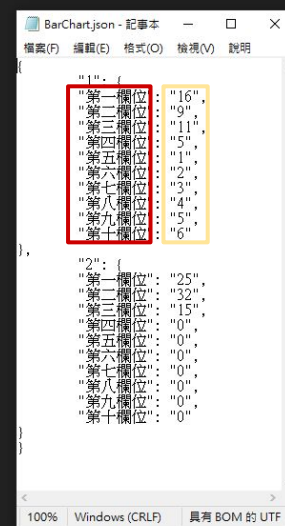 BarChart.json - 記事本
檔案(F) 編輯(E) 格式(O) 檢視(V) 說明
{
"1": {
"第一欄位": "16",
"第二欄位": "9",
"第三欄位": "11",
"第四欄位": "5",
"第五欄位": "1",
"第六欄位": "2",
"第七欄位": "3",
"第八欄位": "4",
"第九欄位": "5",
"第十欄位": "6"
},
"2": {
"第一欄位": "25",
"第二欄位": "32",
"第三欄位": "15",
"第四欄位": "0",
"第五欄位": "0",
"第六欄位": "0",
"第七欄位": "0",
"第八欄位": "0",
"第九欄位": "0",
"第十欄位": "0"
}
}
100% Windows (CRLF) 具有 BOM 的 UTF